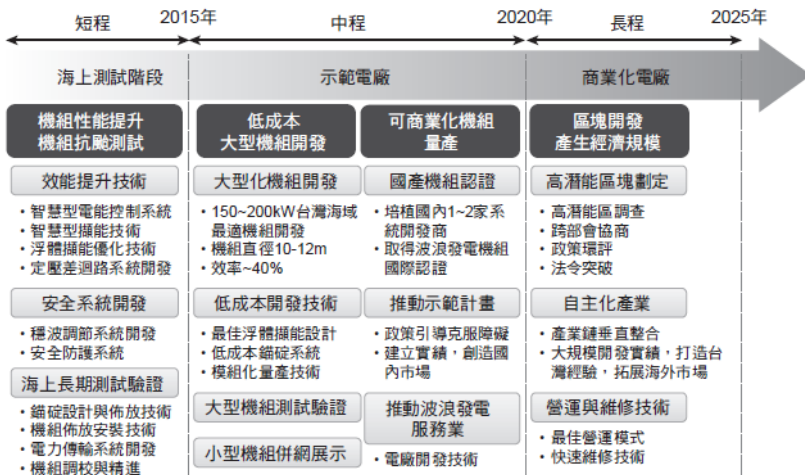 短程
2015年
中程
2020年
長程
2025年
海上測試階段
示範電廠
商業化電廠
機組性能提升
機組抗颱測試
效能提升技術
・智慧型電能控制系統
・智慧型擷能技術
・浮體擷能優化技術
・定壓差迴路系統開發
安全系統開發
・穩波調節系統開發
・安全防護系統
海上長期測試驗證
・錨碇設計與佈放技術
・機組佈放安裝技術
・電力傳輸系統開發
・機組調校與精進
低成本
大型機組開發
大型化機組開發
・150~200kW台灣海域
最適機組開發
・機組直徑10-12m
・效率~40%
低成本開發技術
・最佳浮體擷能設計
・低成本錨碇系統
・模組化量產技術
大型機組測試驗證
小型機組併網展示
可商業化機組
量產
國產機組認證
・培植國內1~2家系
統開發商
・取得波浪發電機組
國際認證
推動示範計畫
・政策引導克服障礙
・建立實績，創造國
內市場
推動波浪發電
服務業
・電廠開發技術
區塊開發
產生經濟規模
高潛能區塊劃定
・高潛能區調查
・跨部會協商
・政策環評
・法令突破
自主化產業
・產業鏈垂直整合
・大規模開發實績，打造台
灣經驗，拓展海外市場
營運與維修技術
・最佳營運模式
・快速維修技術